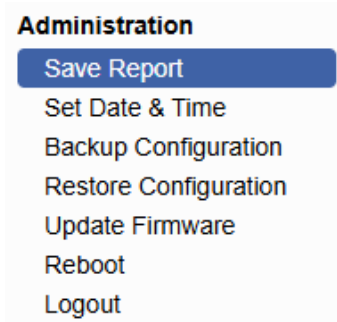 Administration
Save Report
Set Date & Time
Backup Configuration
Restore Configuration
Update Firmware
Reboot
Logout